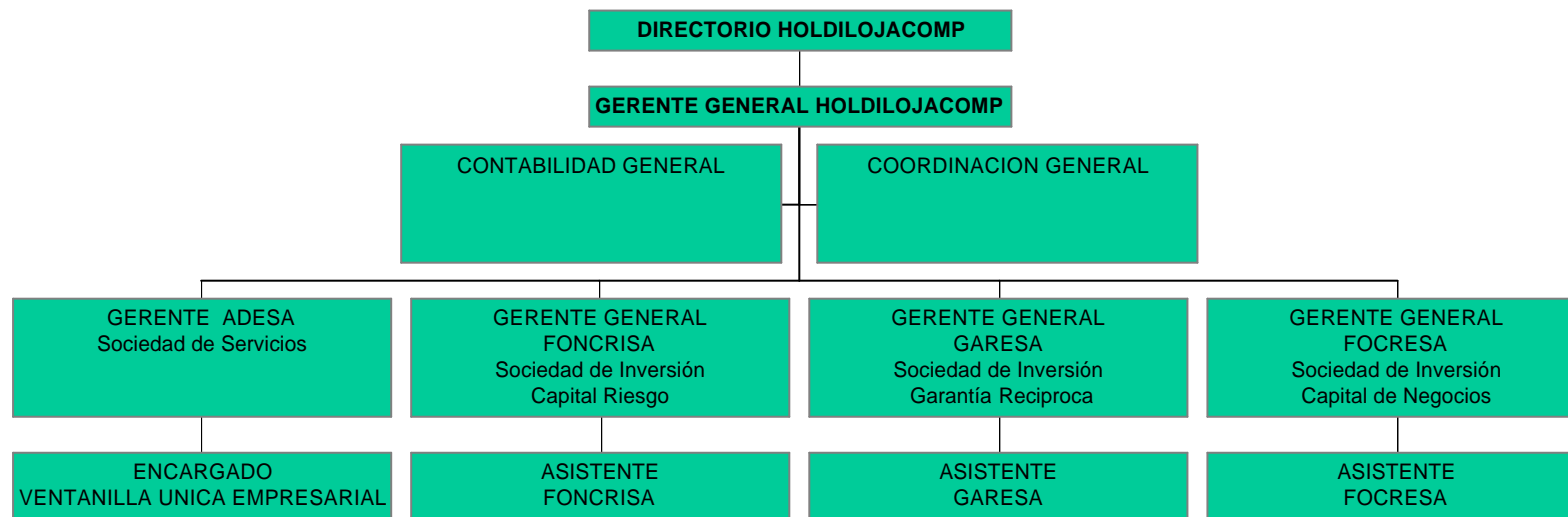 DIRECTORIO HOLDILOJACOMP
GERENTE GENERAL HOLDILOJACOMP
CONTABILIDAD GENERAL
COORDINACION GENERAL
GERENTE ADESA
Sociedad de Servicios
GERENTE GENERAL
FONCRISA
Sociedad de Inversión
Capital Riesgo
GERENTE GENERAL
GARESA
Sociedad de Inversión
Garantía Reciproca
GERENTE GENERAL
FOCRESA
Sociedad de Inversión
Capital de Negocios
ENCARGADO
VENTANILLA UNICA EMPRESARIAL
ASISTENTE
FONCRISA
ASISTENTE
GARESA
ASISTENTE
FOCRESA